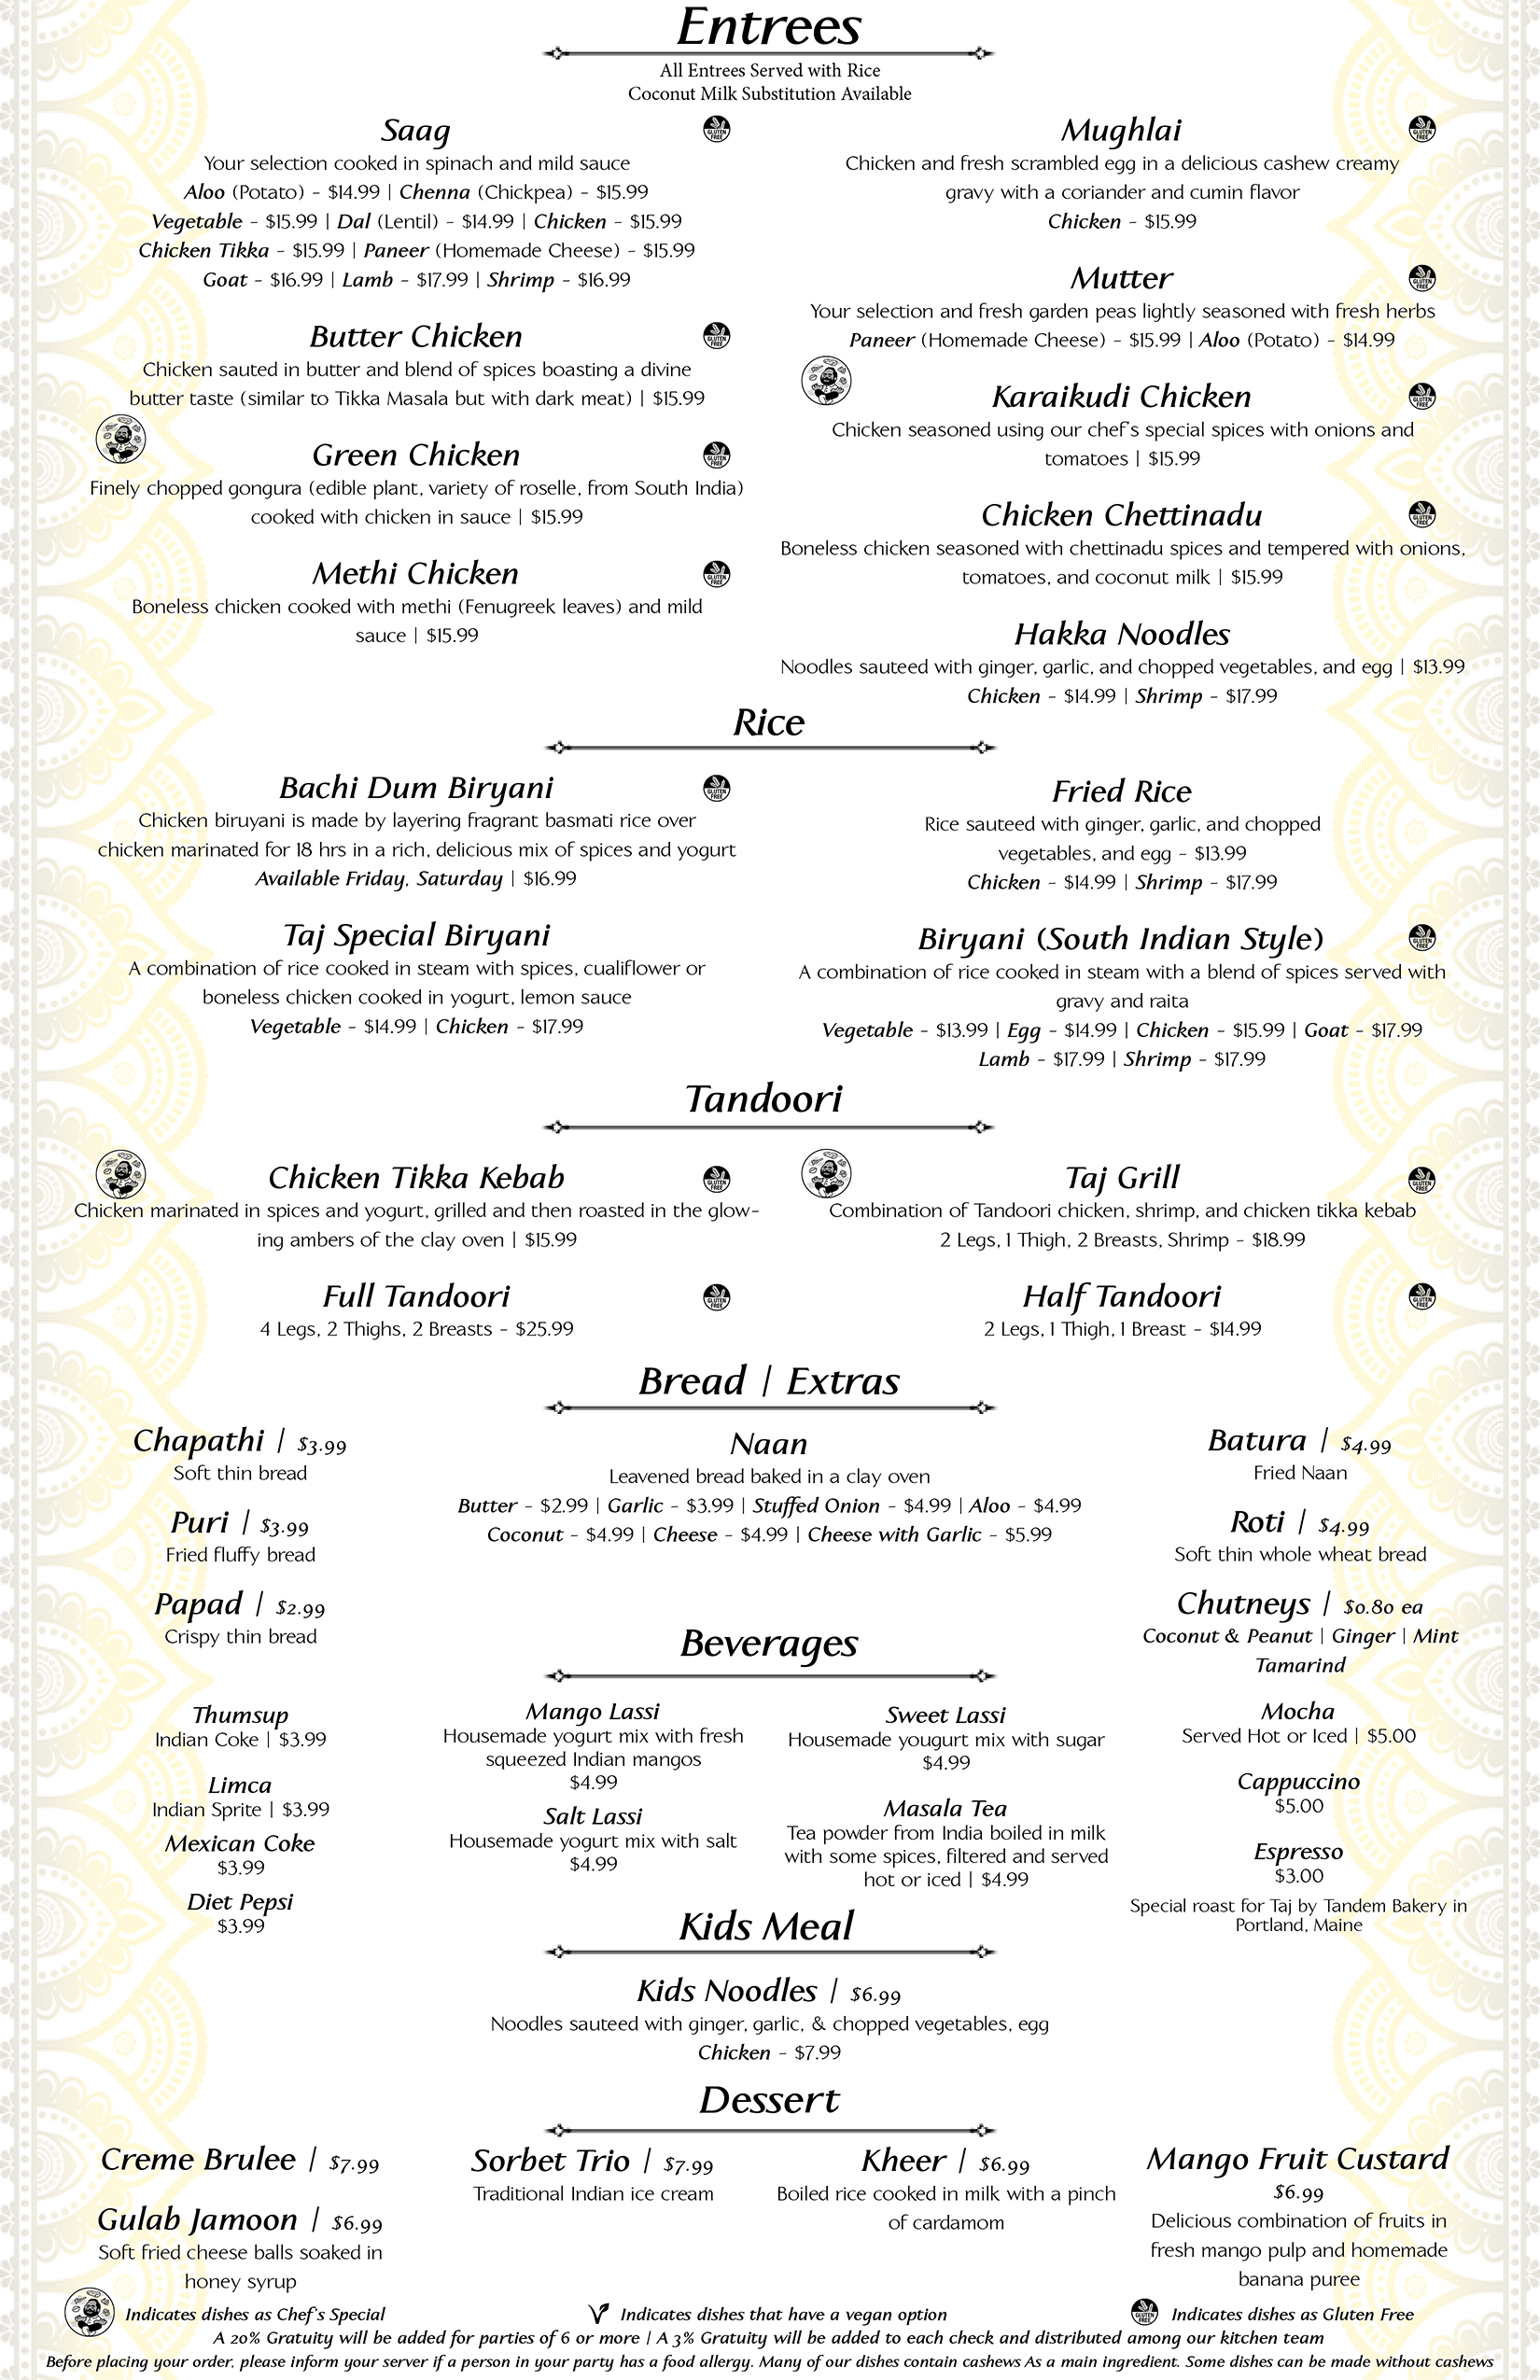 Entrees
All Entrees Served with Rice
Coconut Milk Substitution Available
Saag
GLUTEN FREE
Your selection cooked in spinach and mild sauce
Aloo (Potato) - $14.99 | Chenna (Chickpea) - $15.99
Vegetable - $15.99 | Dal (Lentil) - $14.99 | Chicken - $15.99
Chicken Tikka - $15.99 | Paneer (Homemade Cheese) - $15.99
Goat - $16.99 | Lamb - $17.99 | Shrimp - $16.99
Butter Chicken
GLUTEN FREE
Chicken sauted in butter and blend of spices boasting a divine
butter taste (similar to Tikka Masala but with dark meat) | $15.99
Green Chicken
GLUTEN FREE
Finely chopped gongura (edible plant, variety of roselle, from South India)
cooked with chicken in sauce | $15.99
Methi Chicken
GLUTEN FREE
Boneless chicken cooked with methi (Fenugreek leaves) and mild
sauce | $15.99
Mughlai
GLUTEN FREE
Chicken and fresh scrambled egg in a delicious cashew creamy
gravy with a coriander and cumin flavor
Chicken - $15.99
Mutter
GLUTEN FREE
Your selection and fresh garden peas lightly seasoned with fresh herbs
Paneer (Homemade Cheese) - $15.99 | Aloo (Potato) - $14.99
Karaikudi Chicken
GLUTEN FREE
Chicken seasoned using our chef's special spices with onions and
tomatoes | $15.99
Chicken Chettinadu
GLUTEN FREE
Boneless chicken seasoned with chettinadu spices and tempered with onions,
tomatoes, and coconut milk | $15.99
Hakka Noodles
Noodles sauteed with ginger, garlic, and chopped vegetables, and egg | $13.99
Chicken - $14.99 | Shrimp - $17.99
Rice
Bachi Dum Biryani
GLUTEN FREE
Chicken biruyani is made by layering fragrant basmati rice over
chicken marinated for 18 hrs in a rich, delicious mix of spices and yogurt
Available Friday, Saturday | $16.99
Taj Special Biryani
A combination of rice cooked in steam with spices, cualiflower or
boneless chicken cooked in yogurt, lemon sauce
Vegetable - $14.99 | Chicken - $17.99
Fried Rice
Rice sauteed with ginger, garlic, and chopped
vegetables, and egg - $13.99
Chicken - $14.99 | Shrimp - $17.99
Biryani (South Indian Style)
GLUTEN FREE
A combination of rice cooked in steam with a blend of spices served with
gravy and raita
Vegetable - $13.99 | Egg - $14.99 | Chicken - $15.99 | Goat - $17.99
Lamb - $17.99 | Shrimp - $17.99
Tandoori
Chicken Tikka Kebab
GLUTEN FREE
Chicken marinated in spices and yogurt, grilled and then roasted in the glow-
ing ambers of the clay oven | $15.99
Full Tandoori
GLUTEN FREE
4 Legs, 2 Thighs, 2 Breasts - $25.99
Taj Grill
GLUTEN FREE
Combination of Tandoori chicken, shrimp, and chicken tikka kebab
2 Legs, 1 Thigh, 2 Breasts, Shrimp - $18.99
Half Tandoori
GLUTEN FREE
2 Legs, 1 Thigh, 1 Breast - $14.99
Bread / Extras
Chapathi | $3.99
Soft thin bread
Puri | $3.99
Fried fluffy bread
Papad | $2.99
Crispy thin bread
Naan
Leavened bread baked in a clay oven
Butter - $2.99 | Garlic - $3.99 | Stuffed Onion - $4.99 | Aloo - $4.99
Coconut - $4.99 | Cheese - $4.99 | Cheese with Garlic - $5.99
Batura | $4.99
Fried Naan
Roti | $4.99
Soft thin whole wheat bread
Chutneys | $0.80 ea
Coconut & Peanut | Ginger | Mint
Tamarind
Beverages
Thumsup
Indian Coke | $3.99
Limca
Indian Sprite | $3.99
Mexican Coke
$3.99
Diet Pepsi
$3.99
Mango Lassi
Housemade yogurt mix with fresh
squeezed Indian mangos
$4.99
Salt Lassi
Housemade yogurt mix with salt
$4.99
Sweet Lassi
Housemade yougurt mix with sugar
$4.99
Masala Tea
Tea powder from India boiled in milk
with some spices, filtered and served
hot or iced | $4.99
Mocha
Served Hot or Iced | $5.00
Cappuccino
$5.00
Espresso
$3.00
Special roast for Taj by Tandem Bakery in
Portland, Maine
Kids Meal
Kids Noodles | $6.99
Noodles sauteed with ginger, garlic, & chopped vegetables, egg
Chicken - $7.99
Dessert
Creme Brulee | $7.99
Gulab Jamoon | $6.99
Soft fried cheese balls soaked in
honey syrup
Sorbet Trio | $7.99
Traditional Indian ice cream
Kheer | $6.99
Boiled rice cooked in milk with a pinch
of cardamom
Mango Fruit Custard
$6.99
Delicious combination of fruits in
fresh mango pulp and homemade
banana puree
Indicates dishes as Chef's Special
Indicates dishes that have a vegan option
GLUTEN FREE
Indicates dishes as Gluten Free
A 20% Gratuity will be added for parties of 6 or more | A 3% Gratuity will be added to each check and distributed among our kitchen team
Before placing your order, please inform your server if a person in your party has a food allergy. Many of our dishes contain cashews As a main ingredient. Some dishes can be made without cashews